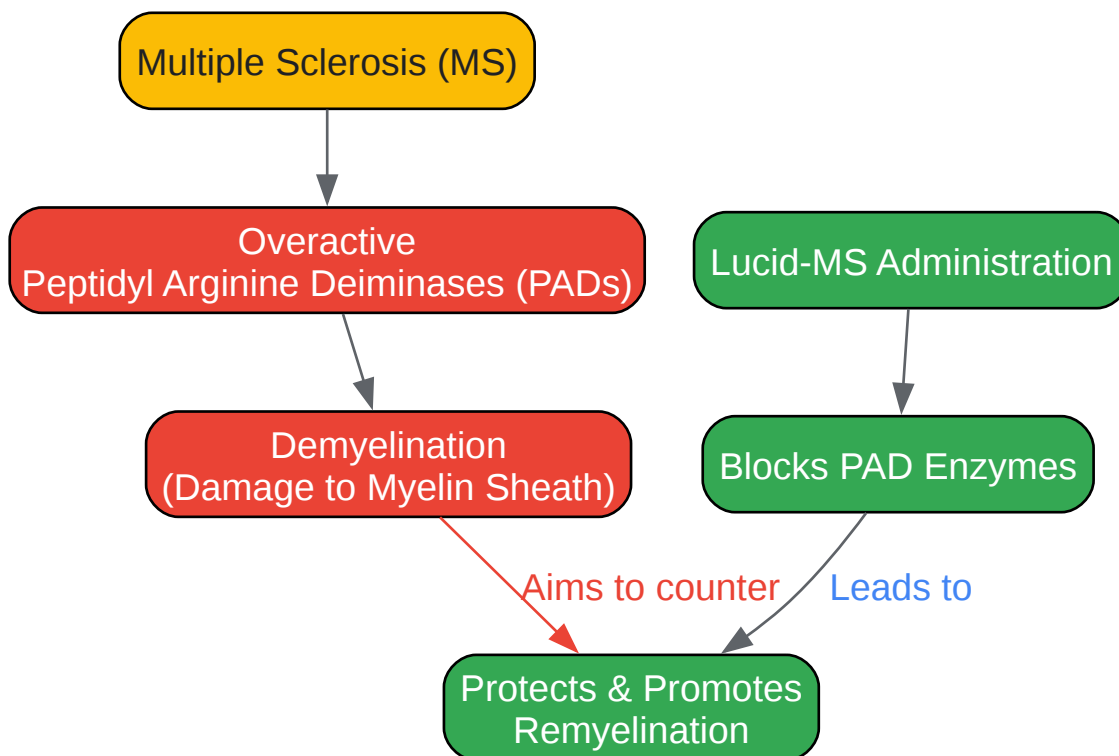 Multiple Sclerosis (MS)
Overactive
Peptidyl Arginine Deiminases (PADs)
Lucid-MS Administration
Demyelination
(Damage to Myelin Sheath)
Blocks PAD Enzymes
Aims to counter
Leads to
Protects & Promotes
Remyelination